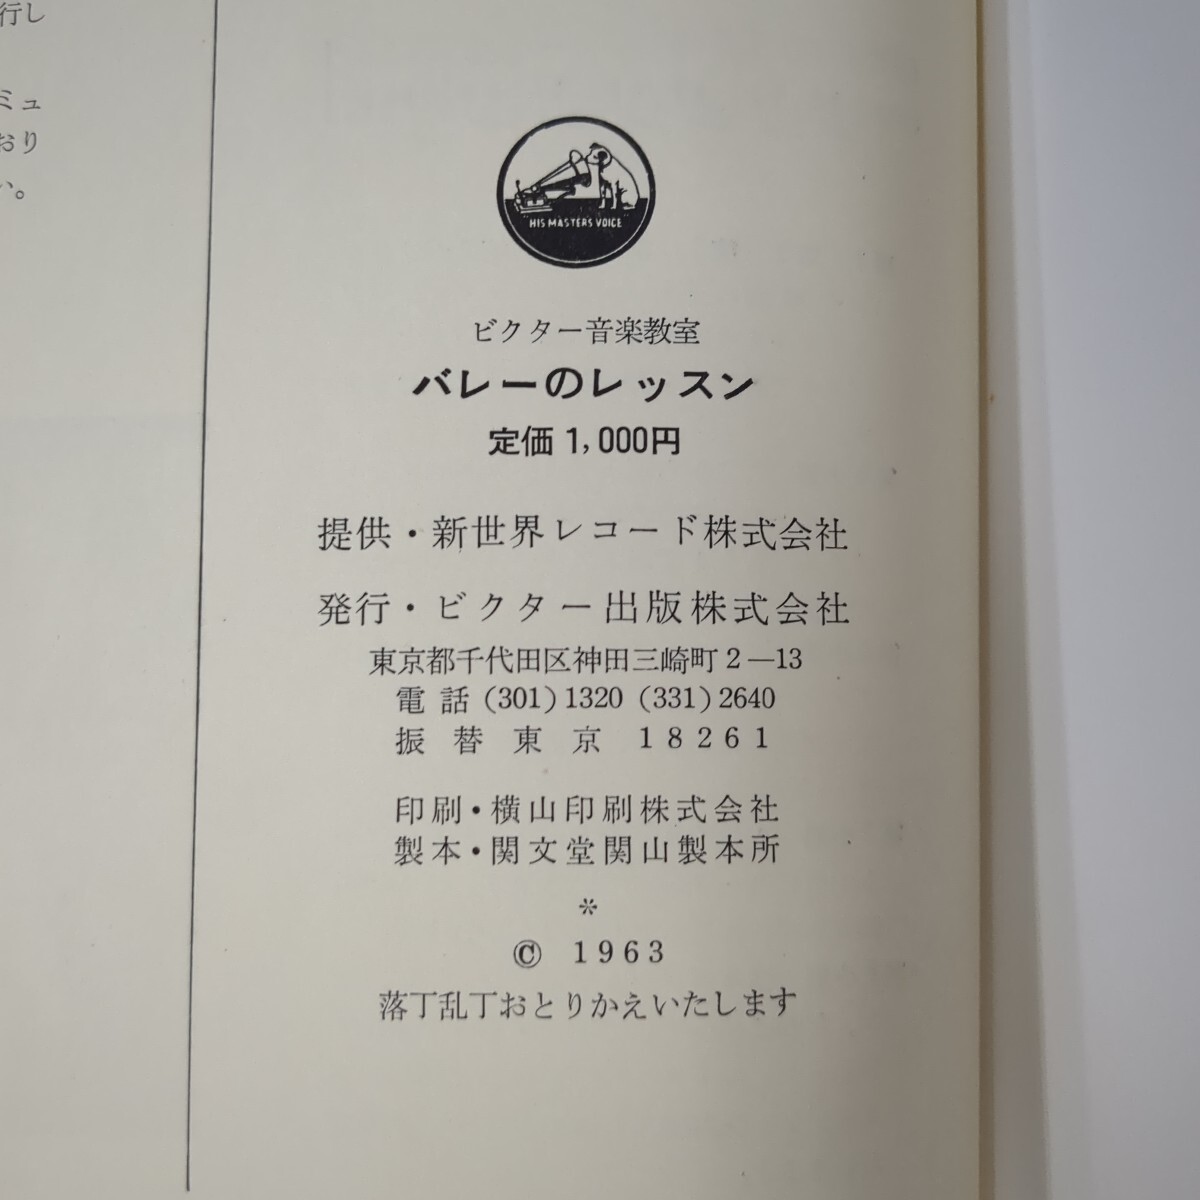 行し
ミュ
おり
い。
HIS MASTERS VOICE
ビクター音楽教室
バレーのレッスン
定価 1,000円
提供・新世界レコード株式会社
発行・ビクター出版株式会社
東京都千代田区神田三崎町2―13
電話 (301) 1320 (331) 2640
振替東京 18261
印刷・横山印刷株式会社
製本・関文堂関山製本所
*
© 1963
落丁乱丁おとりかえいたします